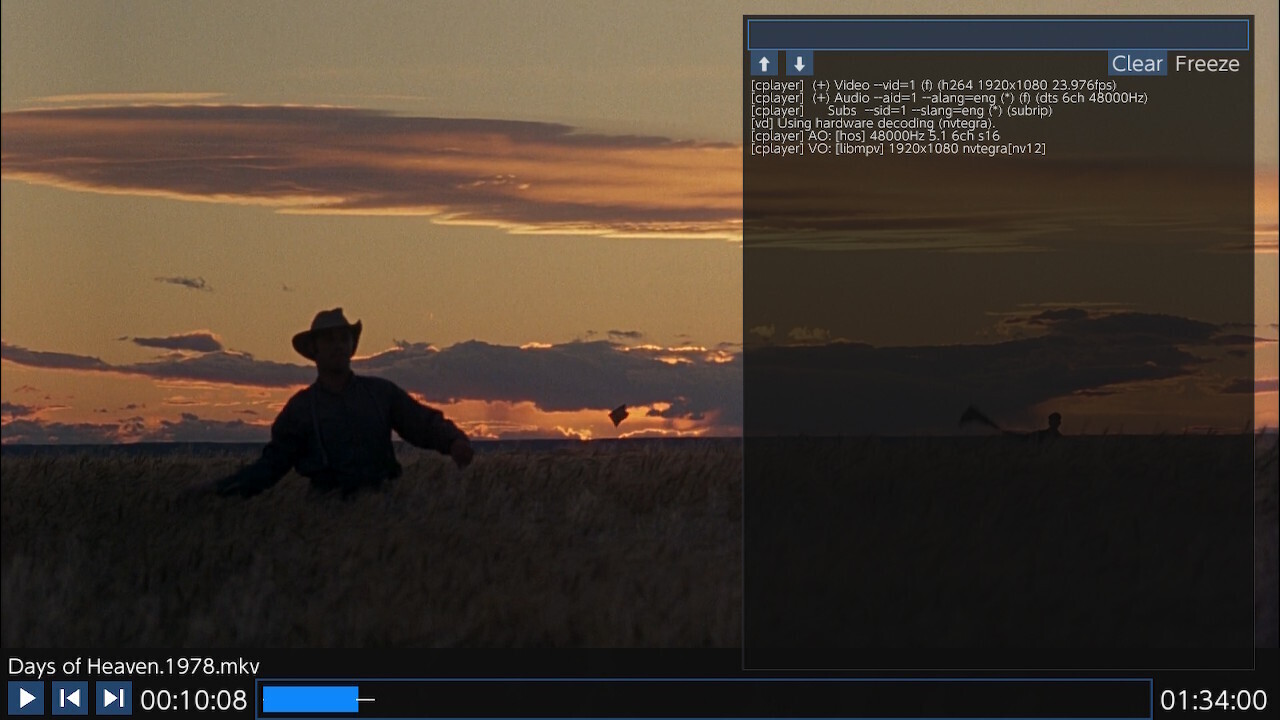 Clear Freeze
[cplayer]  (+) Video --vid=1 (f) (h264 1920x1080 23.976fps)
[cplayer]  (+) Audio --aid=1 --alang=eng (*) (f) (dts 6ch 48000Hz)
[cplayer]      Subs  --sid=1 --slang=eng (*) (subrip)
[vd] Using hardware decoding (nvtegra).
[cplayer] AO: [hos] 48000Hz 5.1 6ch s16
[cplayer] VO: [libmpv] 1920x1080 nvtegra[nv12]
Days of Heaven.1978.mkv
00:10:08 01:34:00